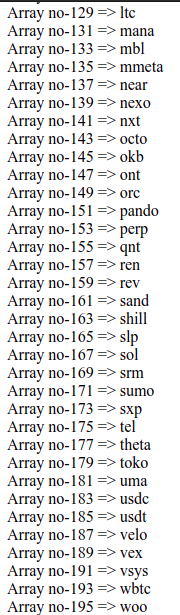 Array no-129 => ltc
Array no-131 => mana
Array no-133 => mbl
Array no-135 => mmeta
Array no-137 => near
Array no-139 => nexo
Array no-141 => nxt
Array no-143 => octo
Array no-145 => okb
Array no-147 => ont
Array no-149 => orc
Array no-151 => pando
Array no-153 => perp
Array no-155 => qnt
Array no-157 => ren
Array no-159 => rev
Array no-161 => sand
Array no-163 => shill
Array no-165 => slp
Array no-167 => sol
Array no-169 => srm
Array no-171 => sumo
Array no-173 => sxp
Array no-175 => tel
Array no-177 => theta
Array no-179 => toko
Array no-181 => uma
Array no-183 => usdc
Array no-185 => usdt
Array no-187 => velo
Array no-189 => vex
Array no-191 => vsys
Array no-193 => wbtc
Array no-195 => woo